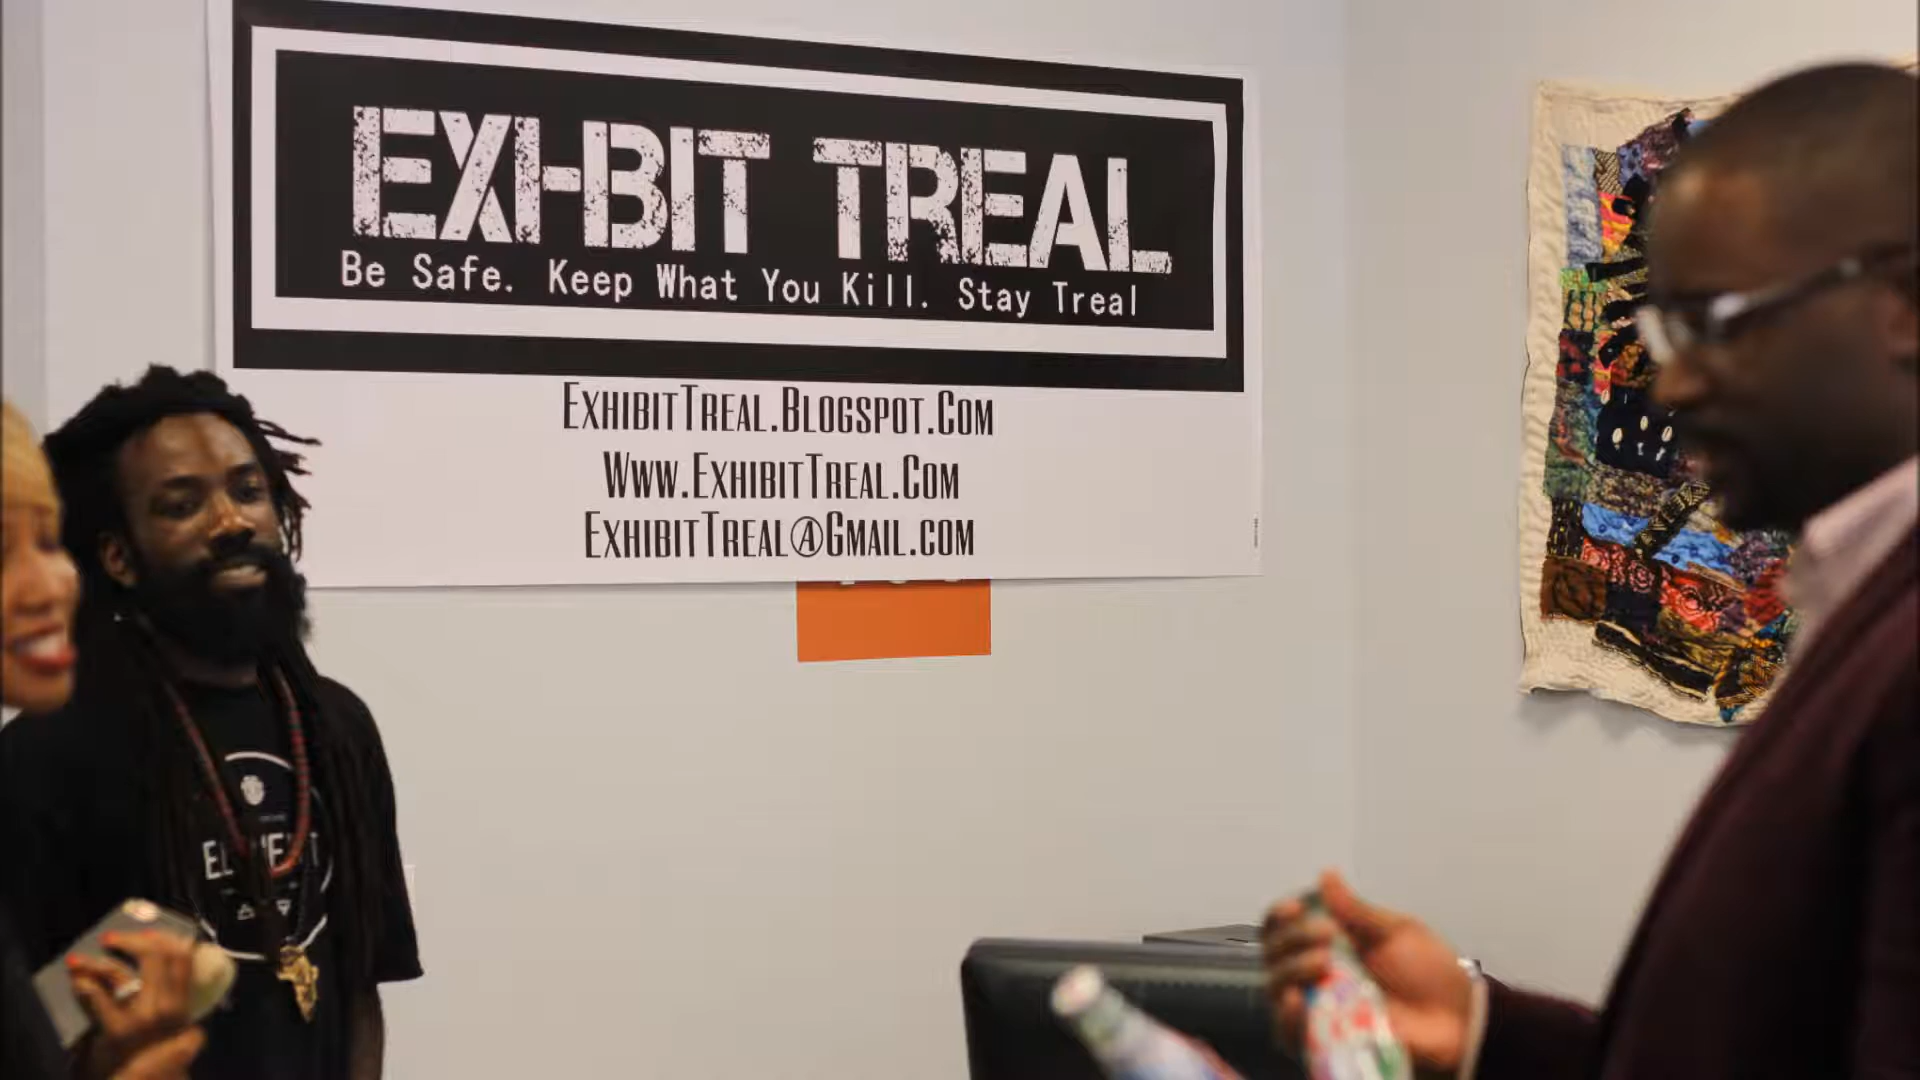 EXHIBIT TREAL
Be Safe. Keep What You Kill. Stay Treal
EXHIBITTREAL.BLOGSPOT.COM
WWW.EXHIBITTREAL.COM
EXHIBITTREAL@GMAIL.COM